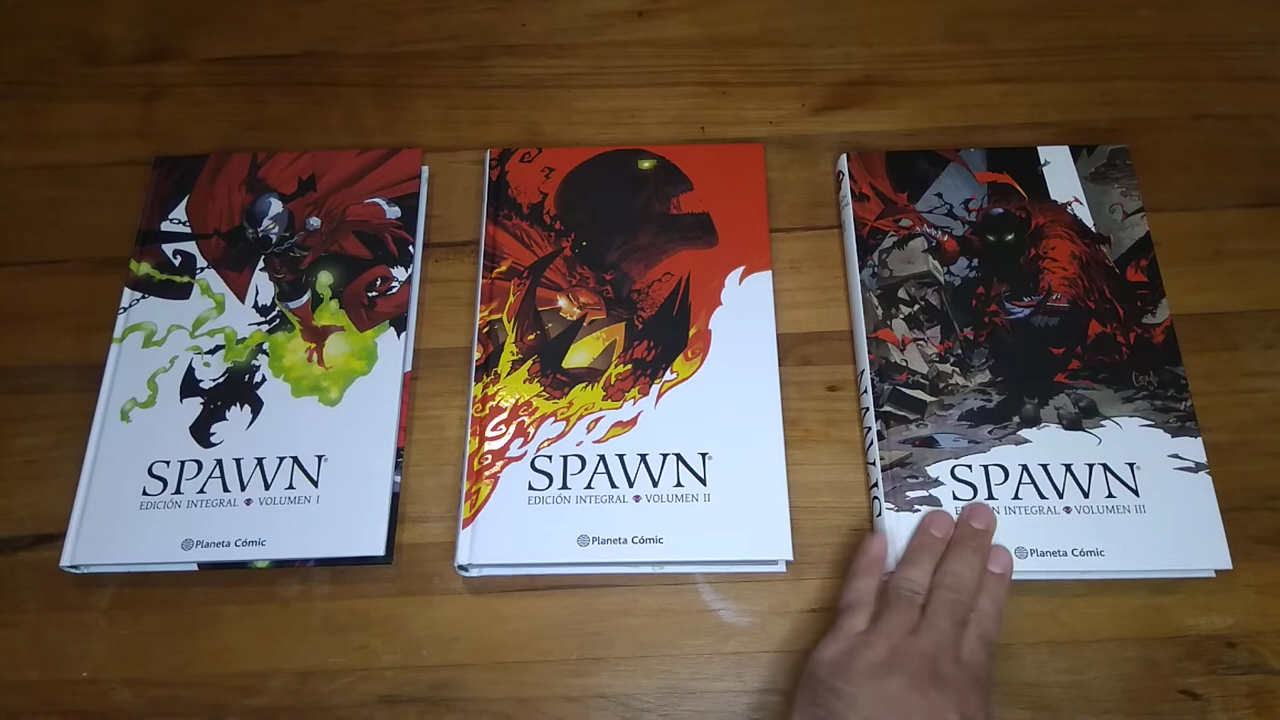 SPAWN®
EDICIÓN INTEGRAL VOLUMEN I
Planeta Cómic
SPAWN®
EDICIÓN INTEGRAL VOLUMEN II
Planeta Cómic
SPAWN
SPAWN®
INTEGRAL VOLUMEN III
Planeta Cómic